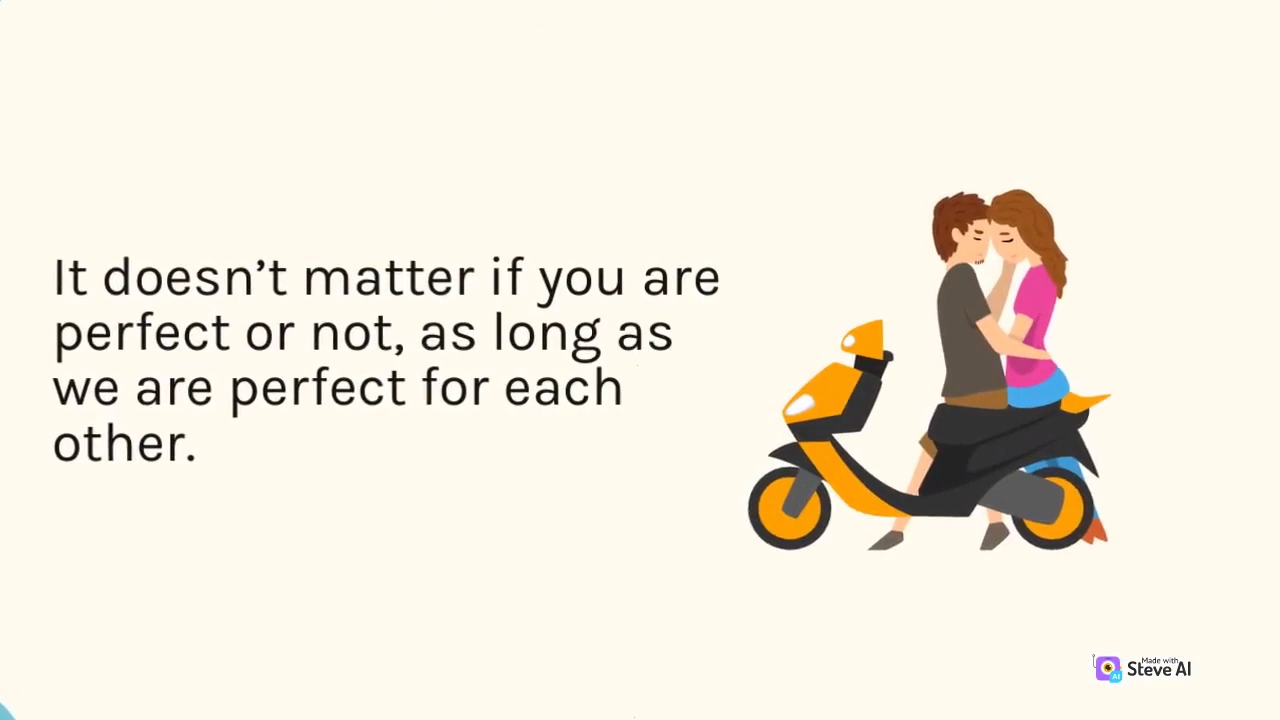 It doesn’t matter if you are
perfect or not, as long as
we are perfect for each
other.
Made with
Steve AI
AI